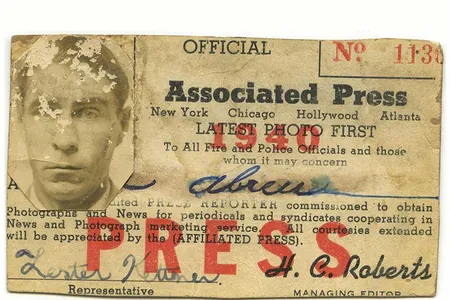 OFFICIAL
No 1136
Associated Press
New York Chicago Hollywood Atlanta
LATEST PHOTO FIRST
1940
To All Fire and Police Officials and those
whom it may concern
PRESS REPORTER commissioned to obtain
Photographs and News for periodicals and syndicates cooperating in
News and Photograph marketing service. All courtesies extended
will be appreciated by the (AFFILIATED PRESS).
PRESS
Lester H. C. Roberts
Representative MANAGING EDITOR